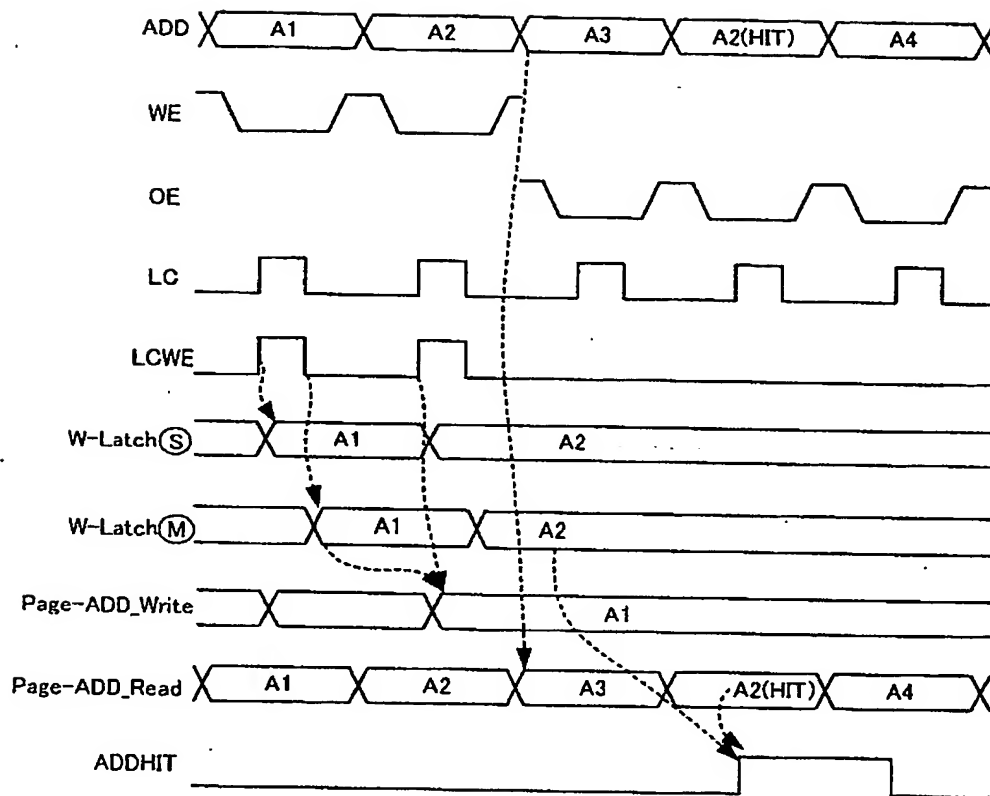 ADD A1 A2 A3 A2(HIT) A4
WE
OE
LC
LCWE
W-Latch Ⓢ A1 A2
W-Latch Ⓜ A1 A2
Page-ADD_Write A1
Page-ADD_Read A1 A2 A3 A2(HIT) A4
ADDHIT